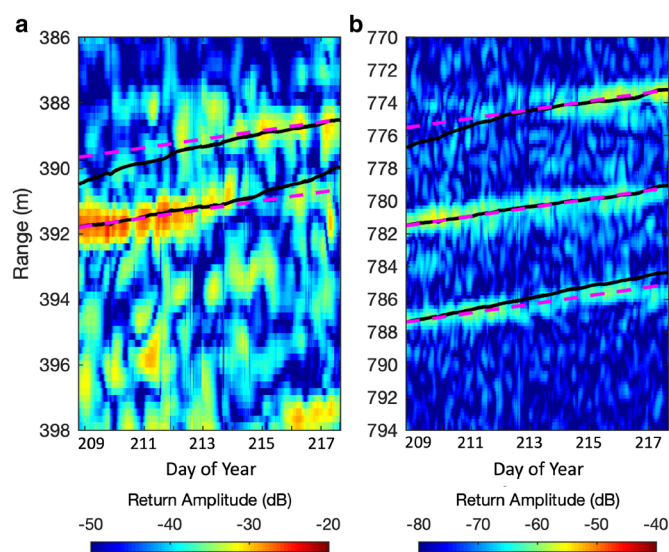 a
386
388
390
392
394
396
398
Range (m)
209 211 213 215 217
Day of Year
Return Amplitude (dB)
-50 -40 -30 -20
b
770
772
774
776
778
780
782
784
786
788
790
792
794
209 211 213 215 217
Day of Year
Return Amplitude (dB)
-80 -70 -60 -50 -40